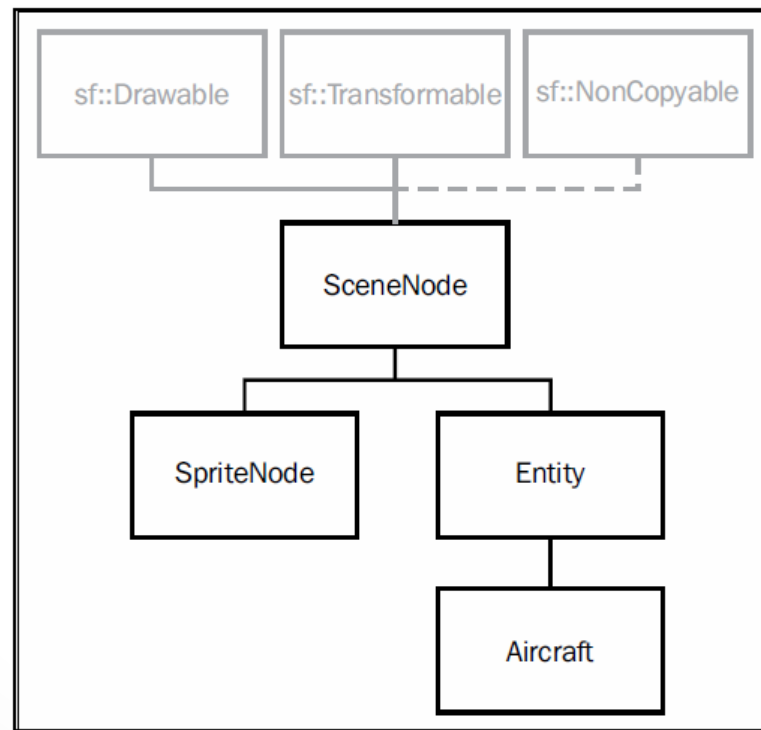 sf::Drawable
sf::Transformable
sf::NonCopyable
SceneNode
SpriteNode
Entity
Aircraft